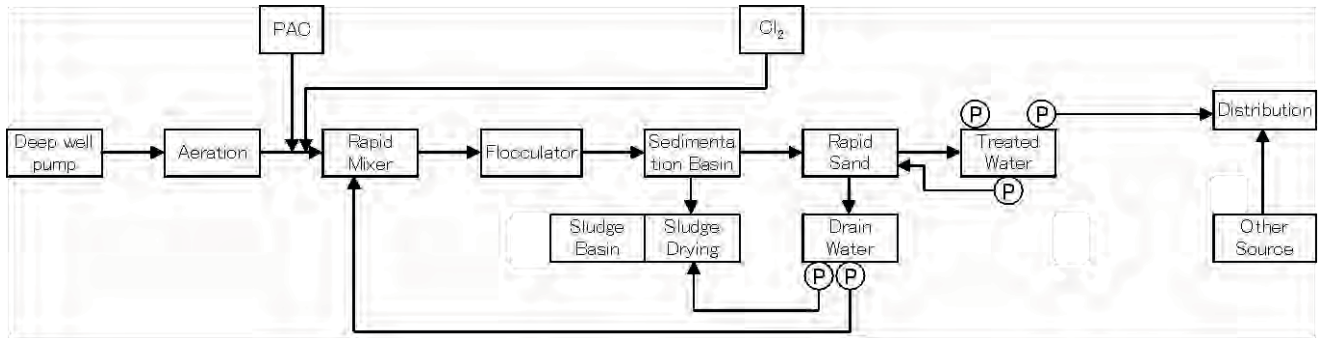 PAC
Cl₂
Deep well
pump
Aeration
Rapid
Mixer
Flocculator
Sedimenta
tion Basin
Rapid
Sand
P
P
Treated
Water
P
Distribution
Sludge
Basin
Sludge
Drying
Drain
Water
P
P
Other
Source